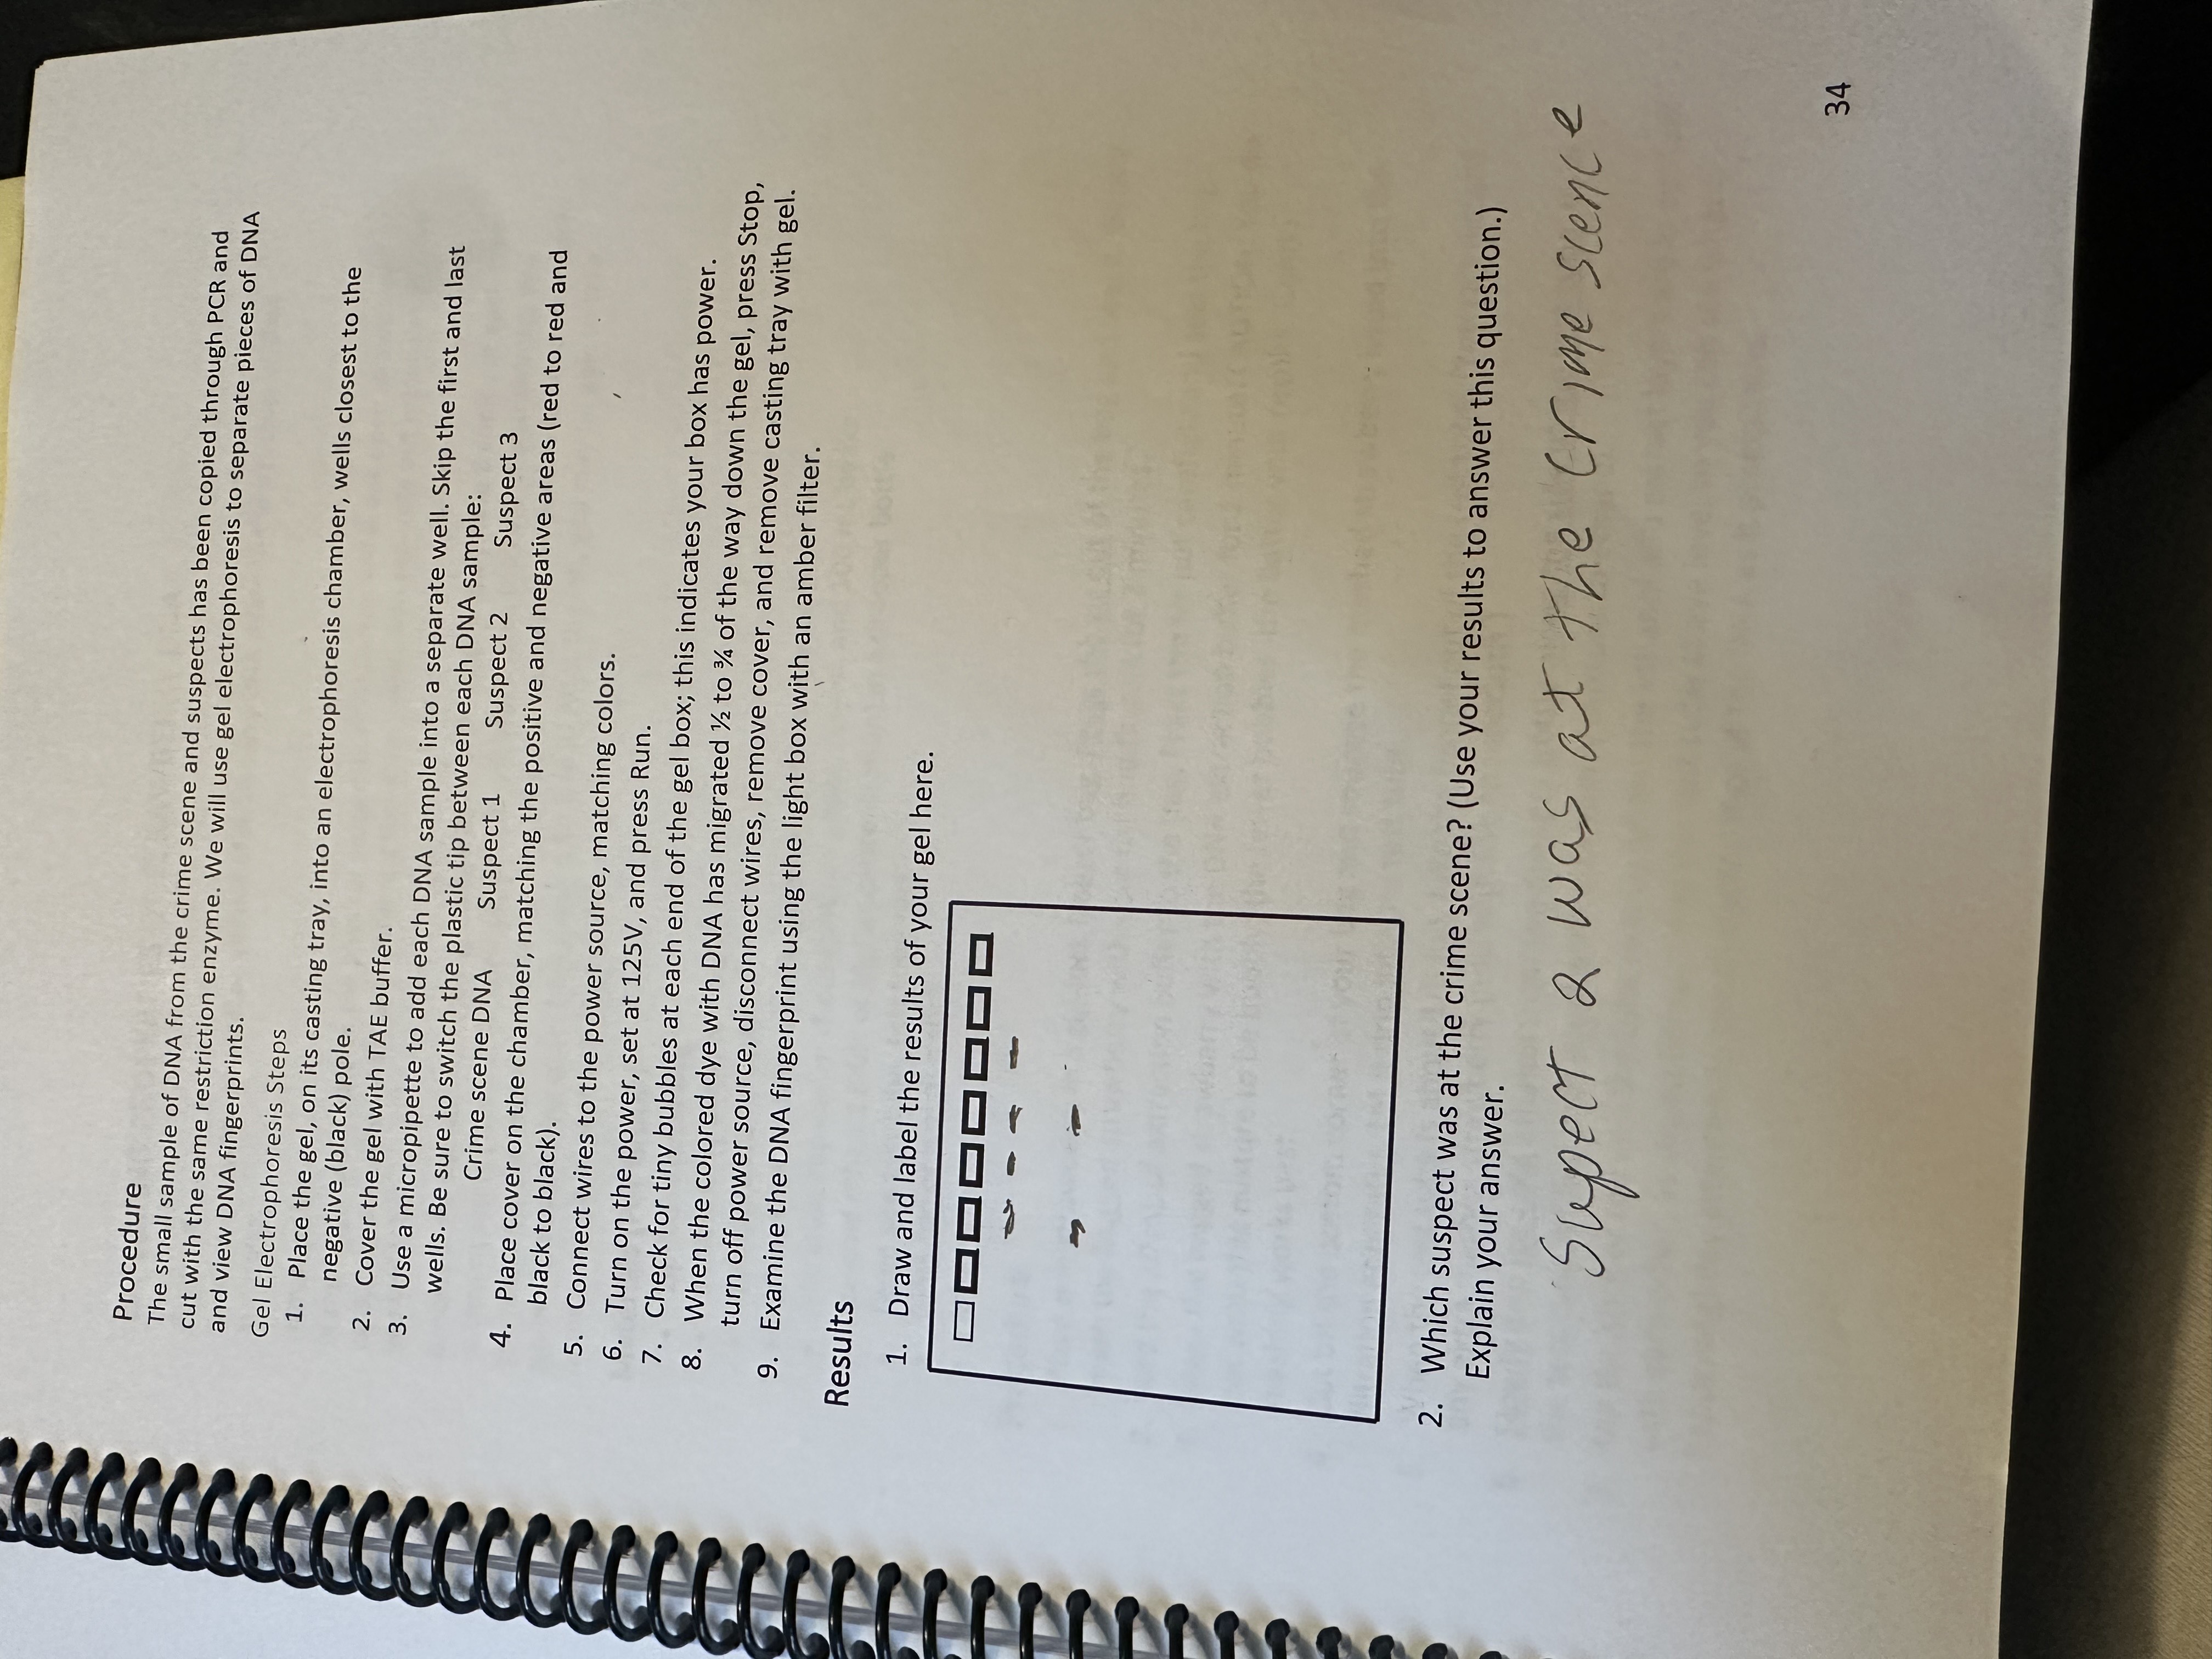 Procedure
The small sample of DNA from the crime scene and suspects has been copied through PCR and
cut with the same restriction enzyme. We will use gel electrophoresis to separate pieces of DNA
and view DNA fingerprints.
Gel Electrophoresis Steps
1. Place the gel, on its casting tray, into an electrophoresis chamber, wells closest to the
negative (black) pole.
2. Cover the gel with TAE buffer.
3. Use a micropipette to add each DNA sample into a separate well. Skip the first and last
wells. Be sure to switch the plastic tip between each DNA sample:
Crime scene DNA Suspect 1 Suspect 2 Suspect 3
4. Place cover on the chamber, matching the positive and negative areas (red to red and
black to black).
5. Connect wires to the power source, matching colors.
6. Turn on the power, set at 125V, and press Run.
7. Check for tiny bubbles at each end of the gel box; this indicates your box has power.
8. When the colored dye with DNA has migrated ½ to ¾ of the way down the gel, press Stop,
turn off power source, disconnect wires, remove cover, and remove casting tray with gel.
9. Examine the DNA fingerprint using the light box with an amber filter.
Results
1. Draw and label the results of your gel here.
2. Which suspect was at the crime scene? (Use your results to answer this question.)
Explain your answer.
Supect 2 was at the crime scence
34